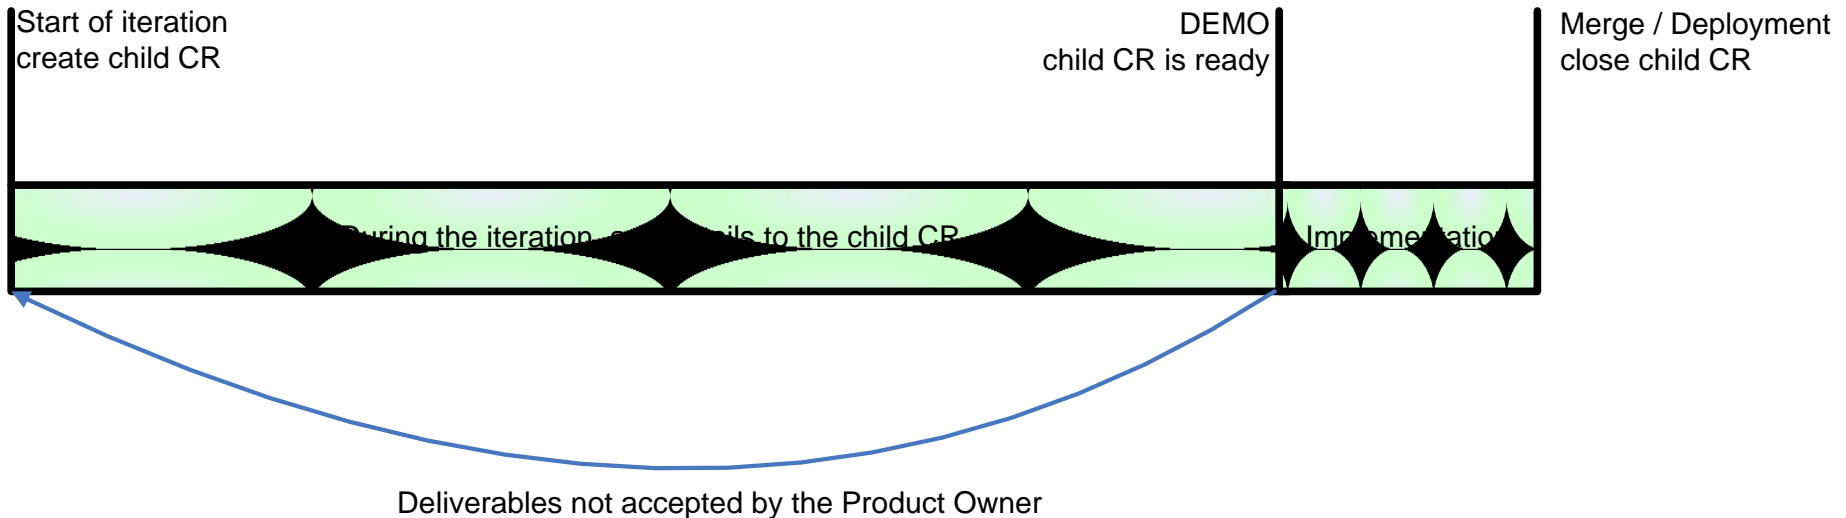 Start of iteration
create child CR
DEMO
child CR is ready
Merge / Deployment
close child CR
During the iteration, to the child CR
Implementation
Deliverables not accepted by the Product Owner